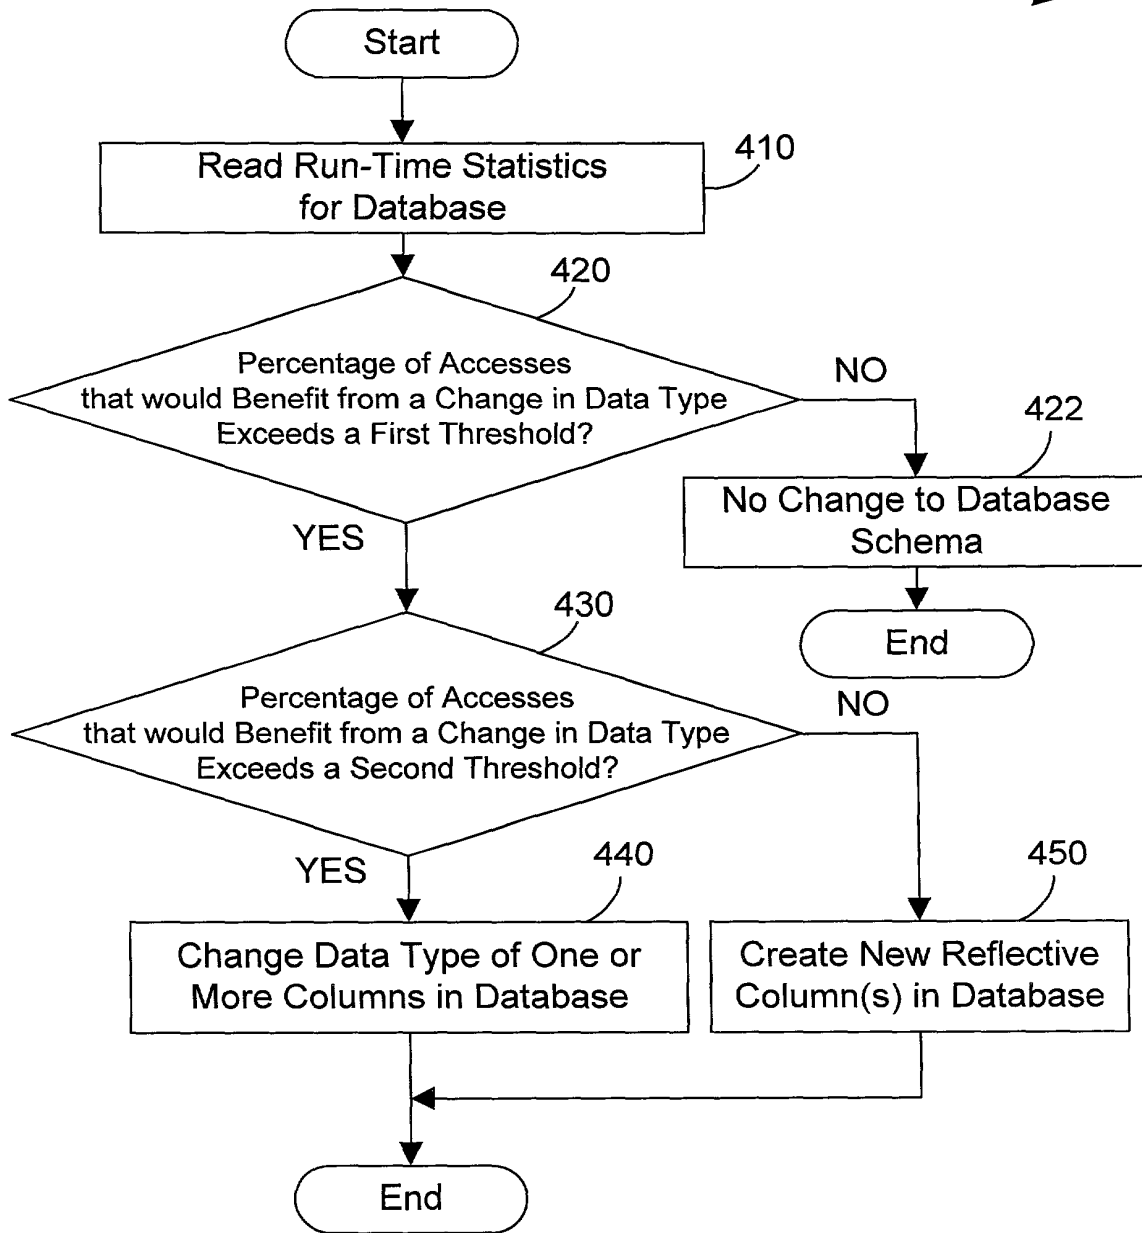 Start
410
Read Run-Time Statistics
for Database
420
Percentage of Accesses
that would Benefit from a Change in Data Type
Exceeds a First Threshold?
NO
422
No Change to Database
Schema
YES
End
430
Percentage of Accesses
that would Benefit from a Change in Data Type
Exceeds a Second Threshold?
NO
YES
440
450
Change Data Type of One or
More Columns in Database
Create New Reflective
Column(s) in Database
End